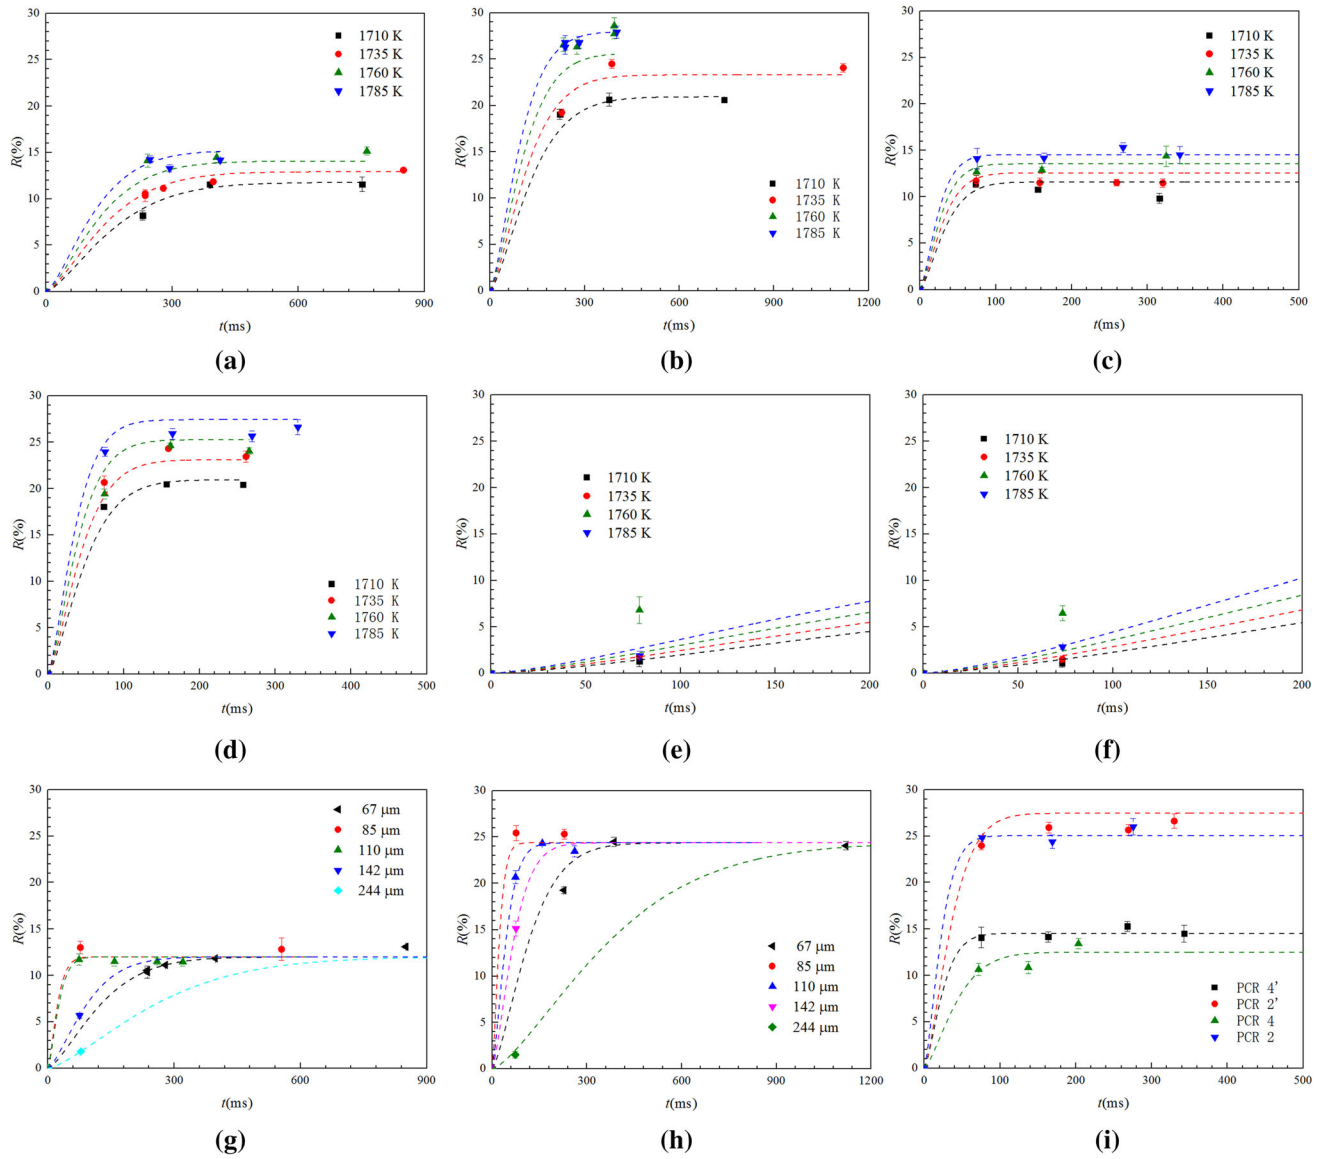 30
25
20
15
10
5
0
R(%)
1710 K
1735 K
1760 K
1785 K
0
300
600
900
t(ms)
(a)
30
25
20
15
10
5
0
R(%)
1710 K
1735 K
1760 K
1785 K
0
300
600
900
1200
t(ms)
(b)
30
25
20
15
10
5
0
R(%)
1710 K
1735 K
1760 K
1785 K
0
100
200
300
400
500
t(ms)
(c)
30
25
20
15
10
5
0
R(%)
1710 K
1735 K
1760 K
1785 K
0
100
200
300
400
500
t(ms)
(d)
30
25
20
15
10
5
0
R(%)
1710 K
1735 K
1760 K
1785 K
0
50
100
150
200
t(ms)
(e)
30
25
20
15
10
5
0
R(%)
1710 K
1735 K
1760 K
1785 K
0
50
100
150
200
t(ms)
(f)
30
25
20
15
10
5
0
R(%)
67 μm
85 μm
110 μm
142 μm
244 μm
0
300
600
900
t(ms)
(g)
30
25
20
15
10
5
0
R(%)
67 μm
85 μm
110 μm
142 μm
244 μm
0
300
600
900
1200
t(ms)
(h)
30
25
20
15
10
5
0
R(%)
PCR 4'
PCR 2'
PCR 4
PCR 2
0
100
200
300
400
500
t(ms)
(i)